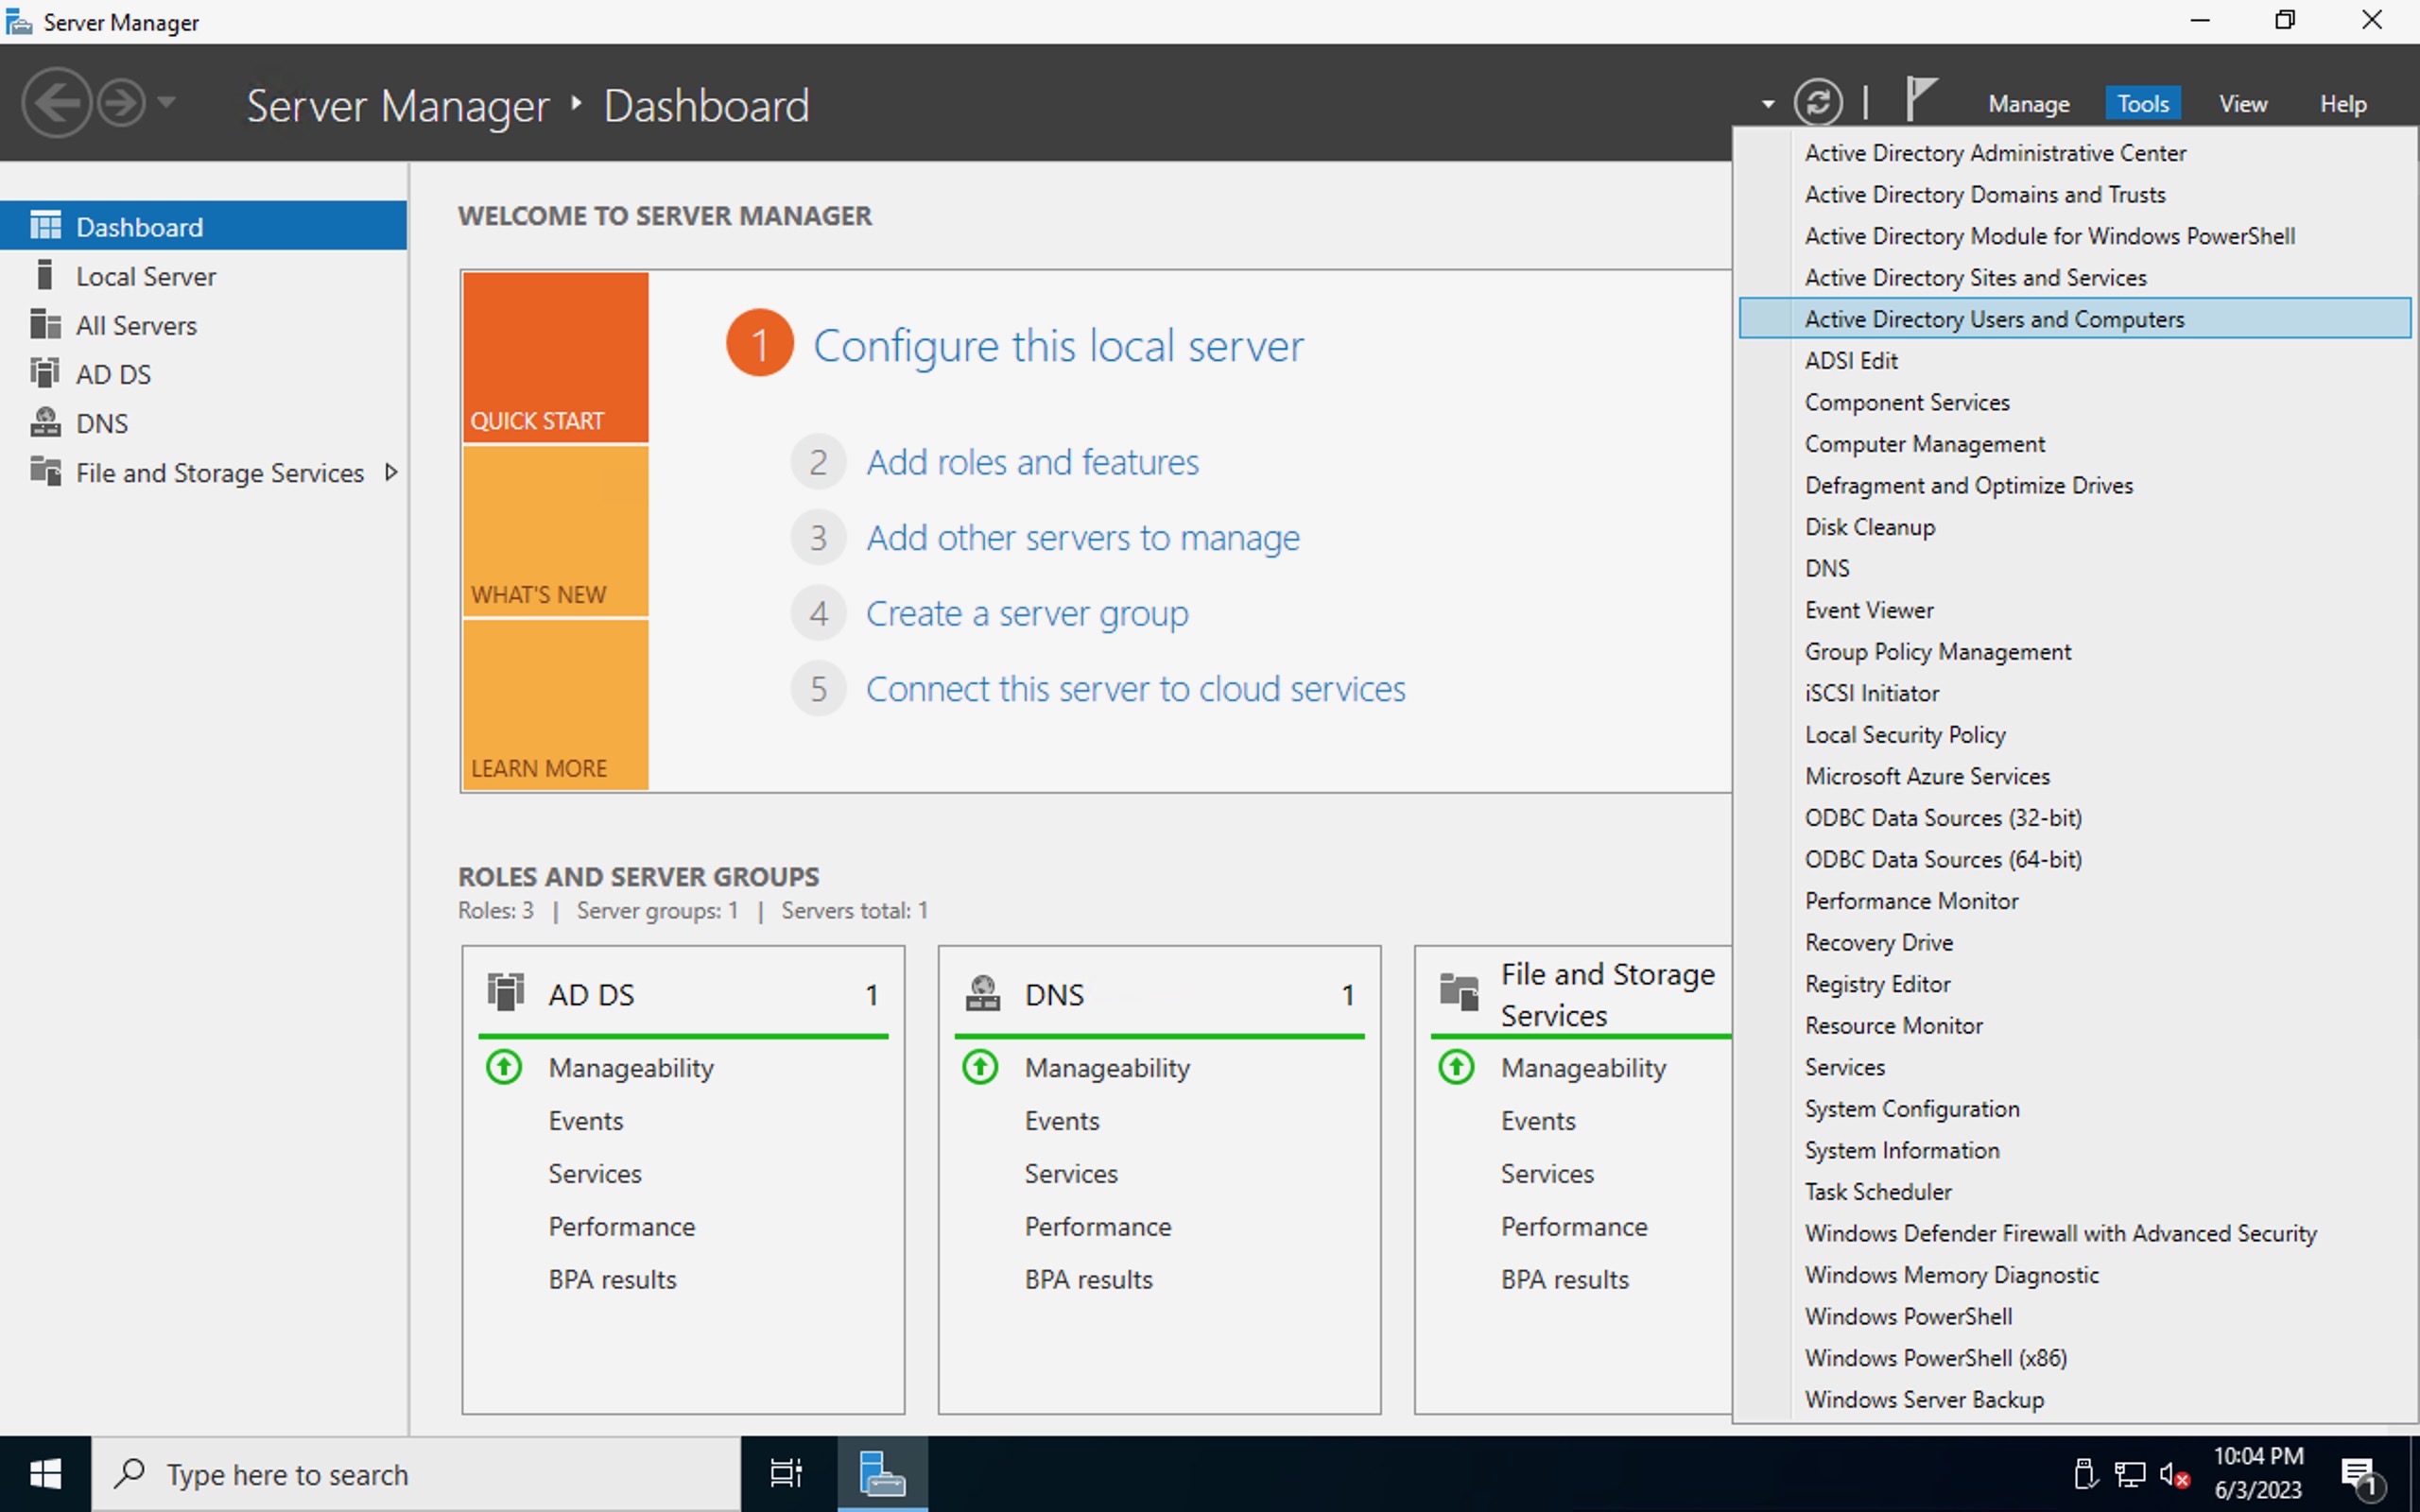 Server Manager
Server Manager ‣ Dashboard
Manage Tools View Help
Dashboard
Local Server
All Servers
AD DS
DNS
File and Storage Services
WELCOME TO SERVER MANAGER
QUICK START
WHAT'S NEW
LEARN MORE
1 Configure this local server
2 Add roles and features
3 Add other servers to manage
4 Create a server group
5 Connect this server to cloud services
ROLES AND SERVER GROUPS
Roles: 3 | Server groups: 1 | Servers total: 1
AD DS 1
Manageability
Events
Services
Performance
BPA results
DNS 1
Manageability
Events
Services
Performance
BPA results
File and Storage
Services
Manageability
Events
Services
Performance
BPA results
Active Directory Administrative Center
Active Directory Domains and Trusts
Active Directory Module for Windows PowerShell
Active Directory Sites and Services
Active Directory Users and Computers
ADSI Edit
Component Services
Computer Management
Defragment and Optimize Drives
Disk Cleanup
DNS
Event Viewer
Group Policy Management
iSCSI Initiator
Local Security Policy
Microsoft Azure Services
ODBC Data Sources (32-bit)
ODBC Data Sources (64-bit)
Performance Monitor
Recovery Drive
Registry Editor
Resource Monitor
Services
System Configuration
System Information
Task Scheduler
Windows Defender Firewall with Advanced Security
Windows Memory Diagnostic
Windows PowerShell
Windows PowerShell (x86)
Windows Server Backup
Type here to search
10:04 PM
6/3/2023
1